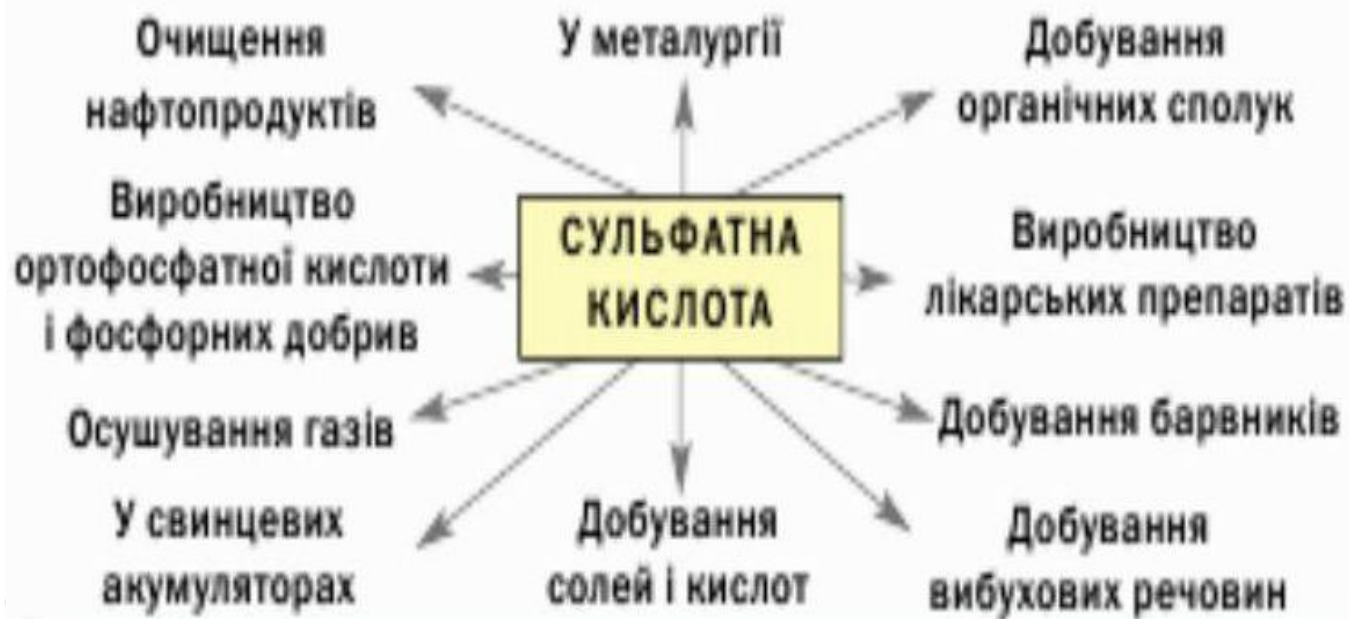 Очищення
нафтопродуктів
У металургії
Добування
органічних сполук
Виробництво
ортофосфатної кислоти
і фосфорних добрив
СУЛЬФАТНА
КИСЛОТА
Виробництво
лікарських препаратів
Осушування газів
Добування барвників
У свинцевих
акумуляторах
Добування
солей і кислот
Добування
вибухових речовин